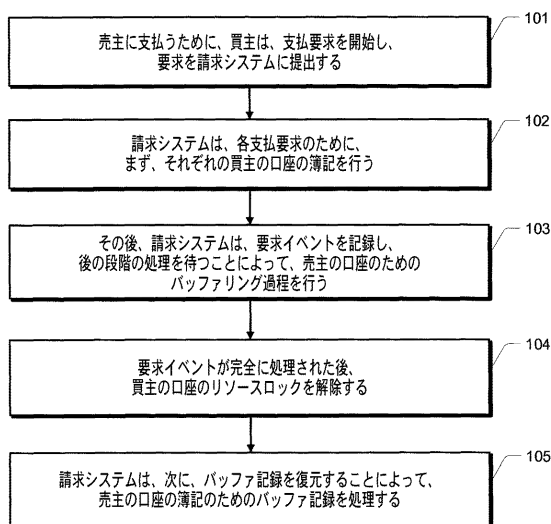 101
売主に支払うために、買主は、支払要求を開始し、
要求を請求システムに提出する
102
請求システムは、各支払要求のために、
まず、それぞれの買主の口座の簿記を行う
103
その後、請求システムは、要求イベントを記録し、
後の段階の処理を待つことによって、売主の口座のための
バッファリング過程を行う
104
要求イベントが完全に処理された後、
買主の口座のリソースロックを解除する
105
請求システムは、次に、バッファ記録を復元することによって、
売主の口座の簿記のためのバッファ記録を処理する